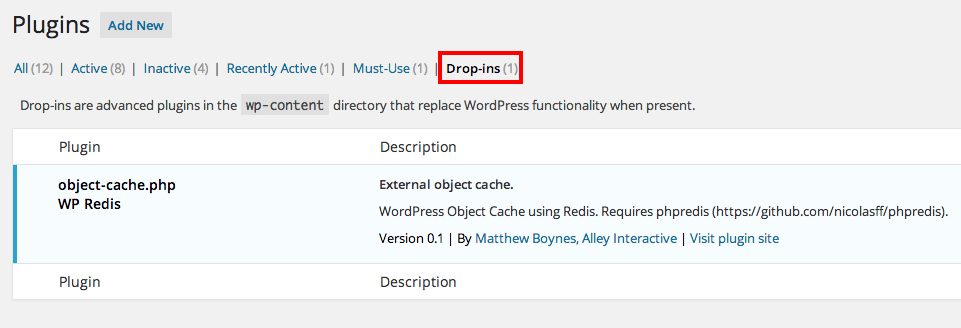 Plugins Add New
All (12) | Active (8) | Inactive (4) | Recently Active (1) | Must-Use (1) | Drop-ins (1)
Drop-ins are advanced plugins in the wp-content directory that replace WordPress functionality when present.
Plugin Description
object-cache.php External object cache.
WP Redis
WordPress Object Cache using Redis. Requires phpredis (https://github.com/nicolasff/phpredis).
Version 0.1 | By Matthew Boynes, Alley Interactive | Visit plugin site
Plugin Description